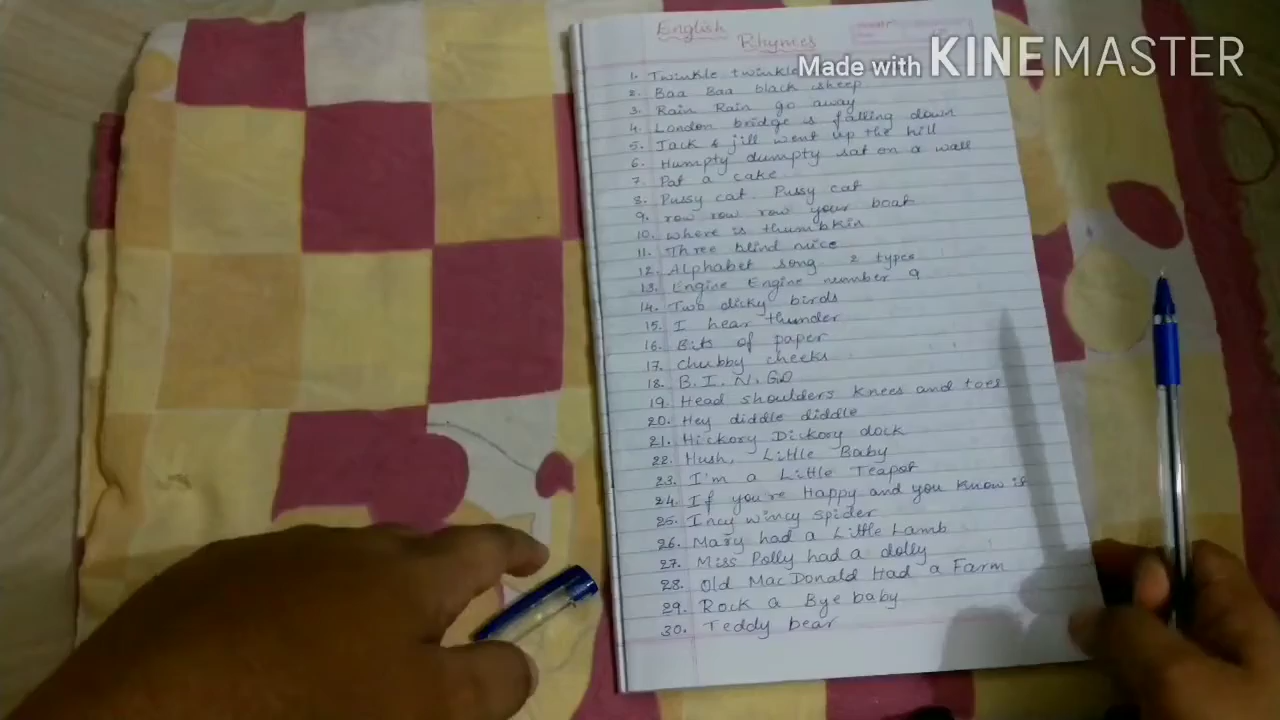 English
Rhymes
Made with KINEMASTER
1. Twinkle twinkle
2. Baa Baa black sheep
3. Rain Rain go away
4. London bridge is falling down
5. Jack & jill went up the hill
6. Humpty dumpty sat on a wall
7. Pat a cake
8. Pussy cat Pussy cat
9. row row row your boat
10. where is thumbkin
11. Three blind mice
12. Alphabet song 2 types
13. Engine Engine number 9
14. Two dicky birds
15. I hear thunder
16. Bits of paper
17. Chubby cheeks
18. B. I. N. GO
19. Head shoulders knees and toes
20. Hey diddle diddle
21. Hickory Dickory dock
22. Hush, Little Baby
23. I'm a Little Teapot
24. If you're Happy and you know it
25. Incy wincy spider
26. Mary had a Little Lamb
27. Miss Polly had a dolly
28. Old MacDonald Had a Farm
29. Rock a Bye baby
30. Teddy bear